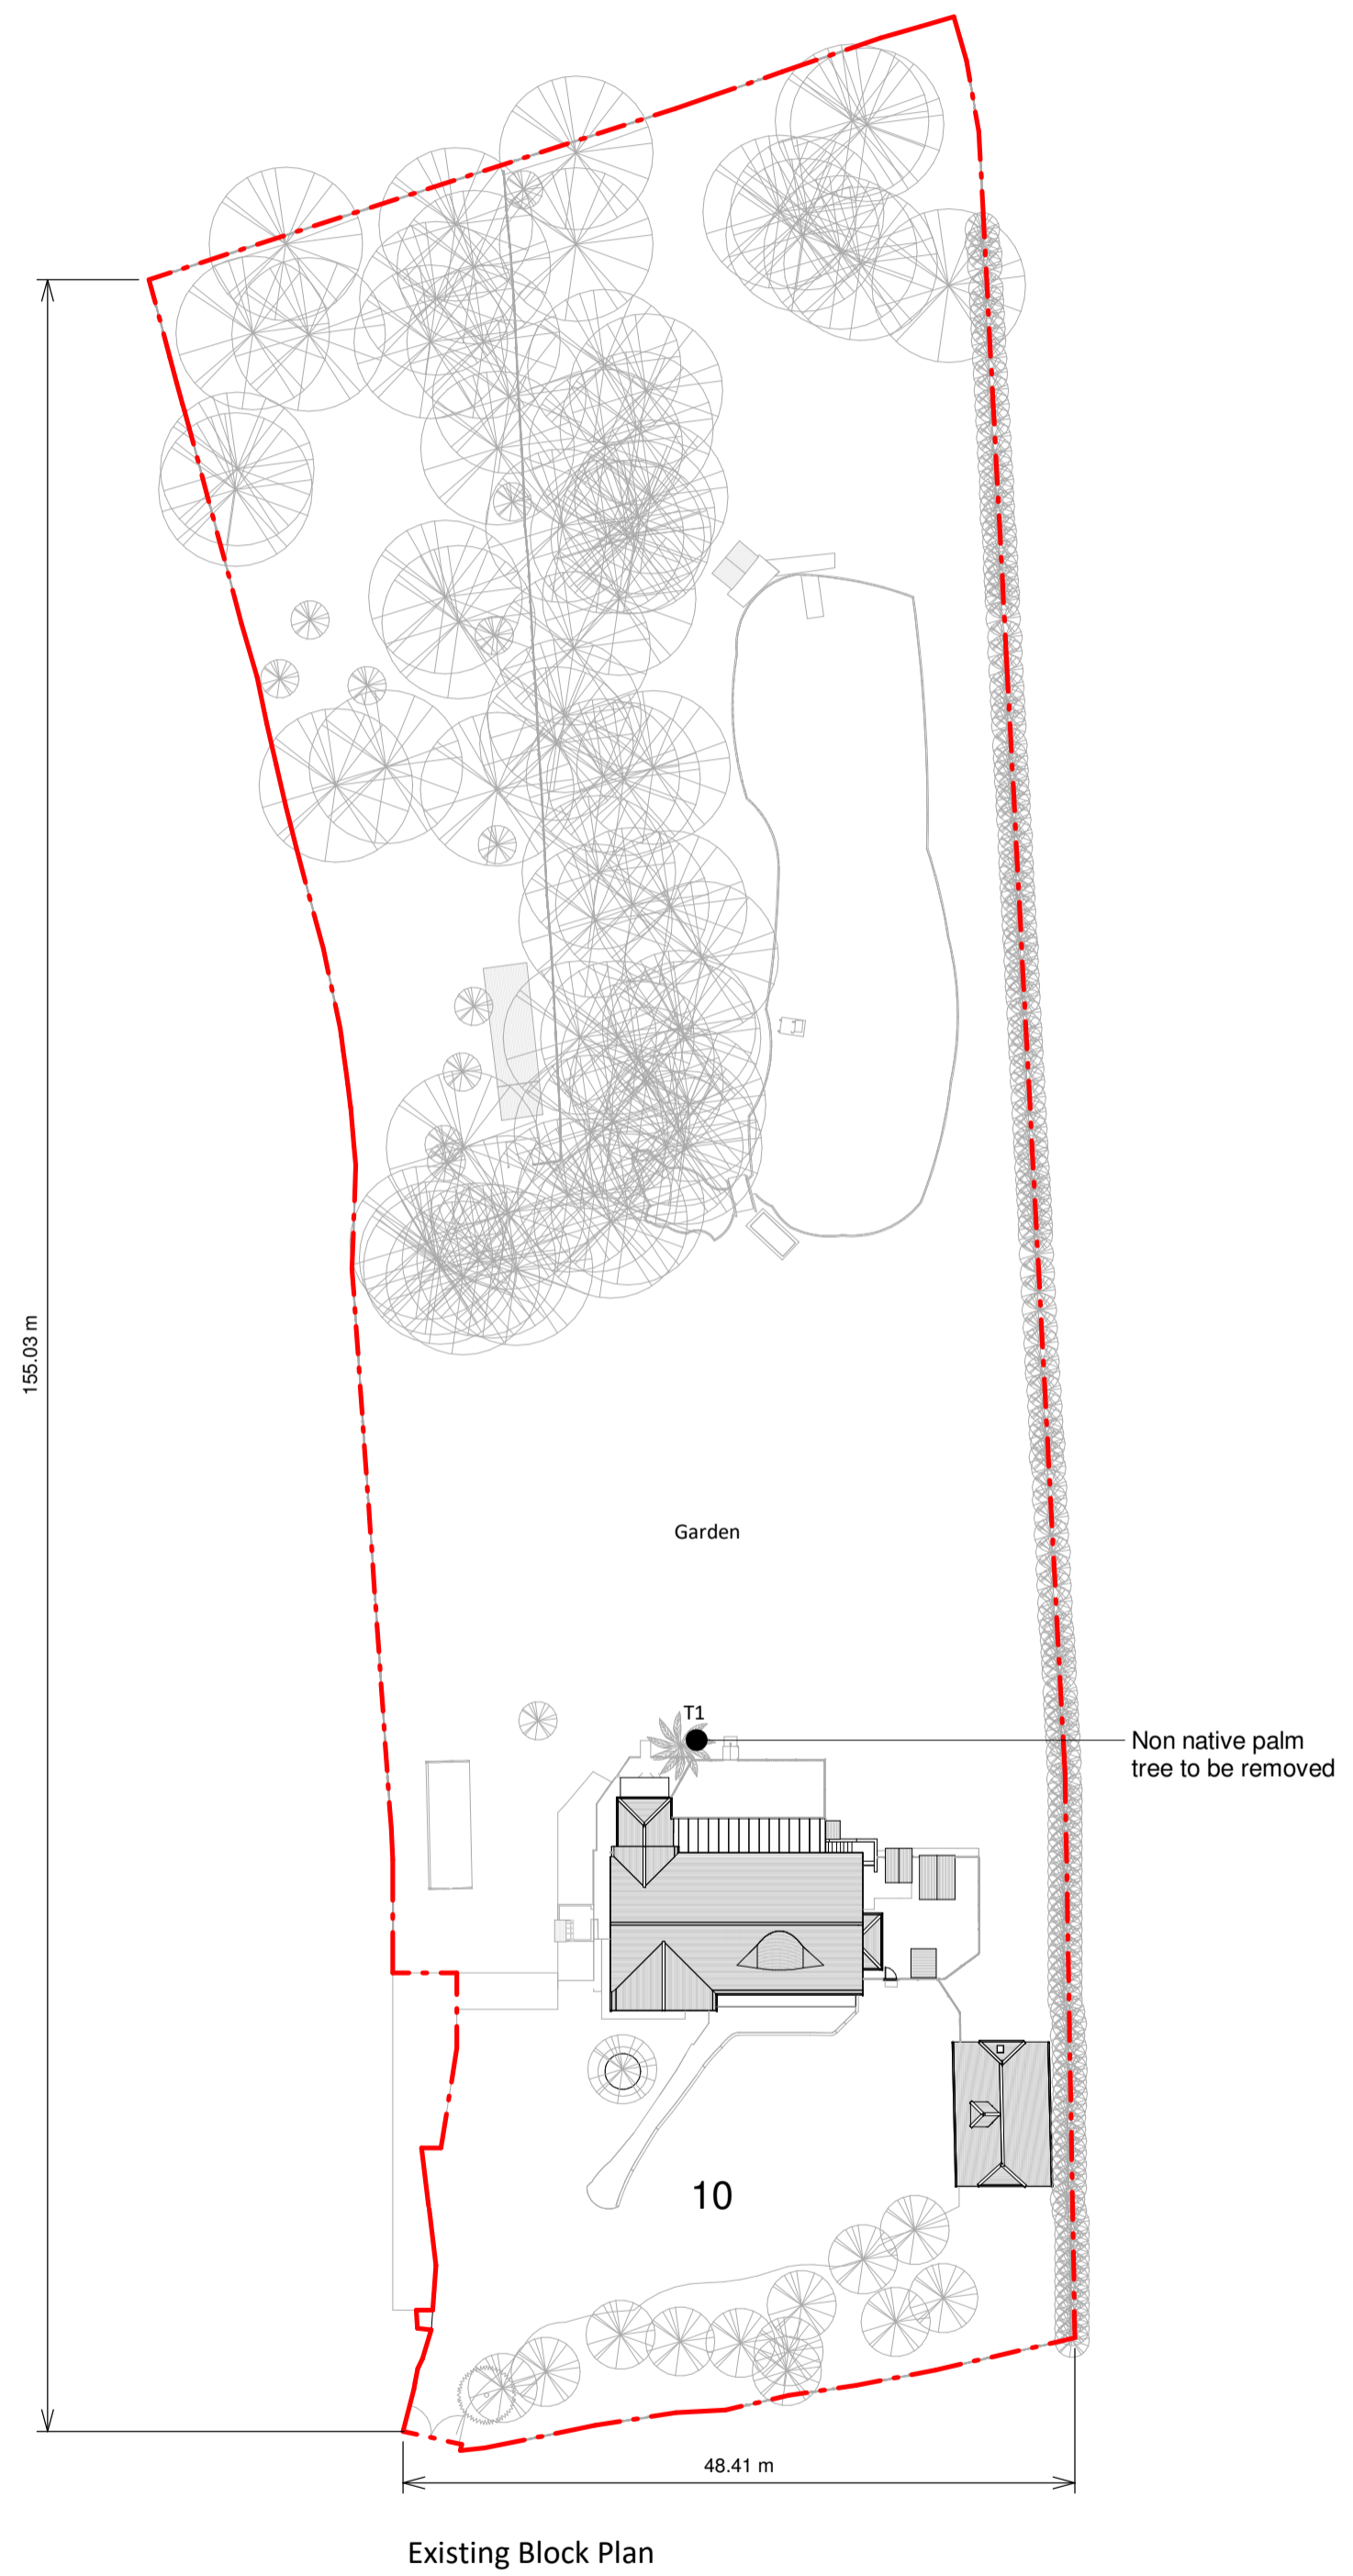 155.03 m
Garden
T1
Non native palm
tree to be removed
10
48.41 m
Existing Block Plan